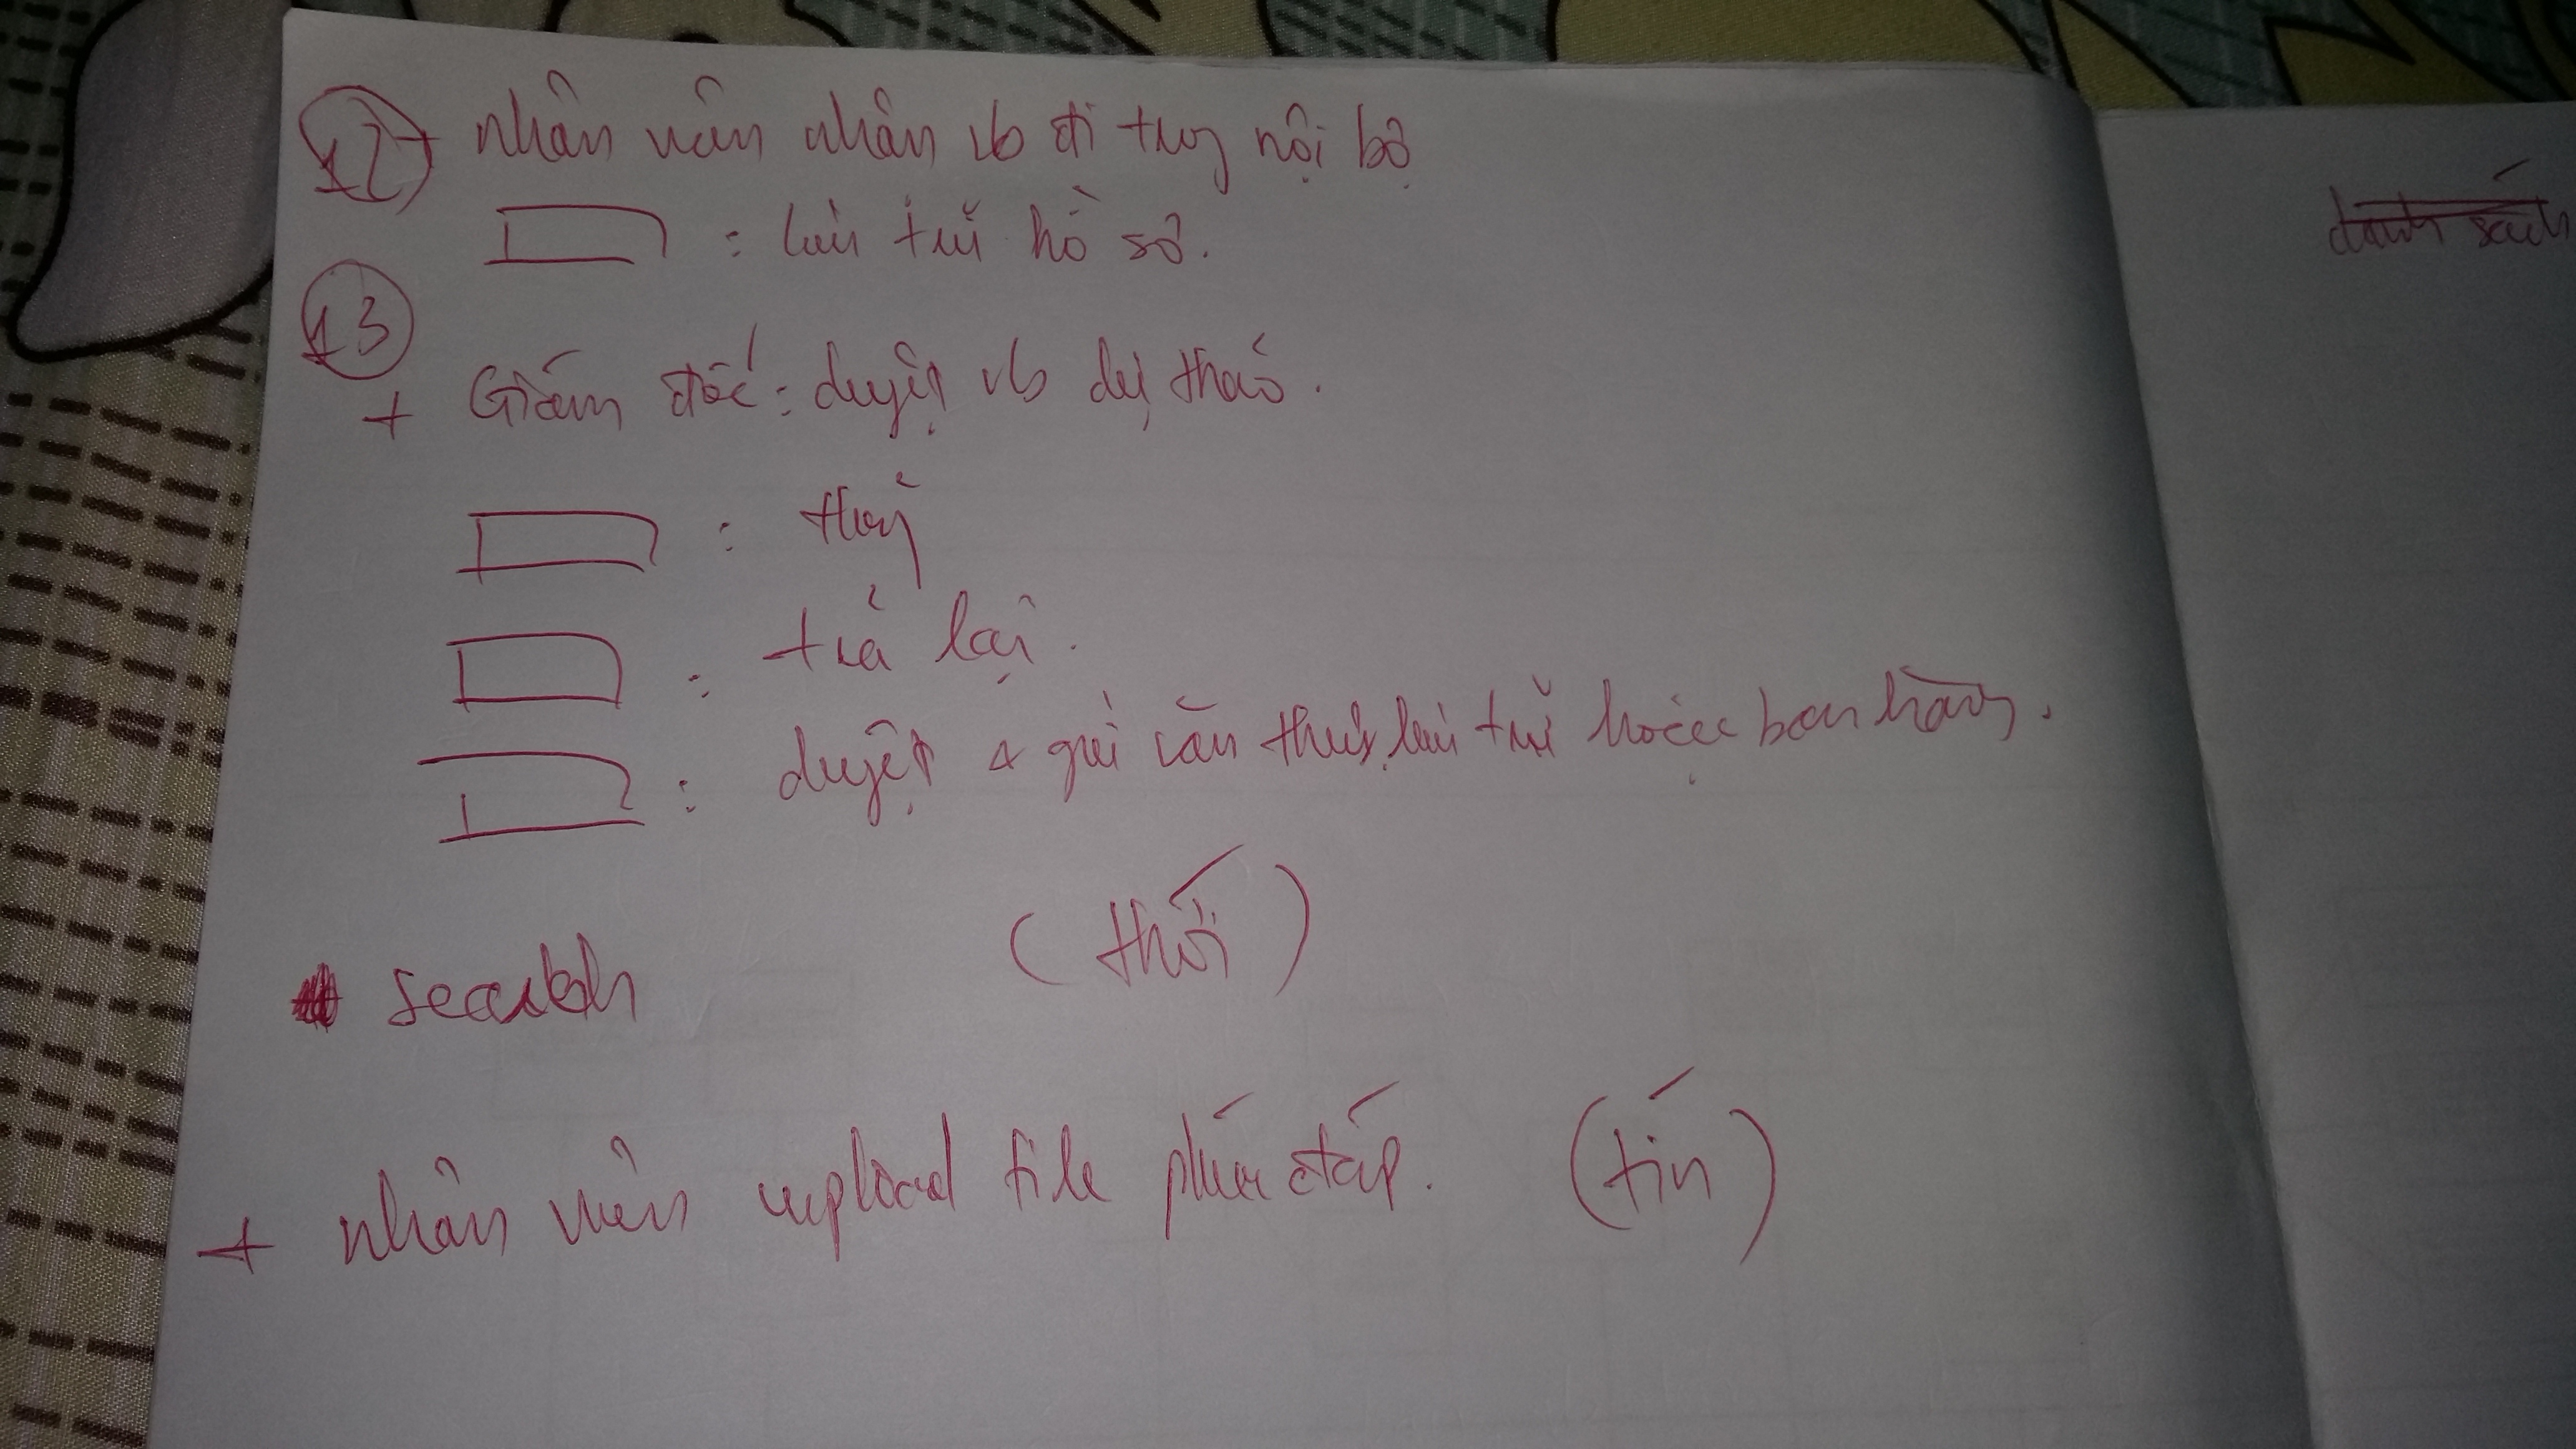 12 + nhân viên nhận vb đi trong nội bộ
: lưu trữ hồ sơ.
13
+ Giám đốc: duyệt vb dự thảo.
: hủy
: trả lại.
: duyệt & gửi văn thư, lưu trữ hoặc ban hành.
(thới)
search
+ nhân viên upload file phúc đáp. (tín)
danh sách